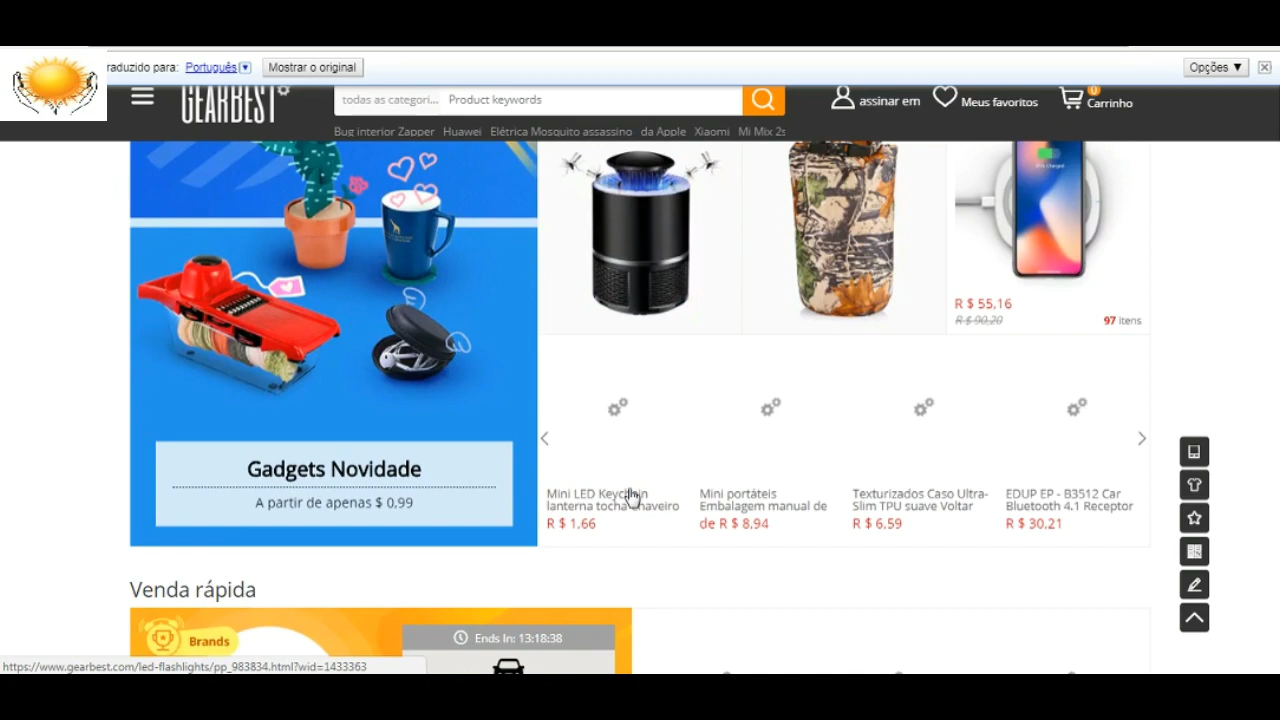 raduzido para: Português Mostrar o original Opções ▼
GEARBEST todas as categori... Product keywords assinar em Meus favoritos 0 Carrinho
Bug interior Zapper Huawei Elétrica Mosquito assassino da Apple Xiaomi Mi Mix 2s
R $ 55,16
R $ 90,20 97 itens
Gadgets Novidade
A partir de apenas $ 0,99
Mini LED Keychain
lanterna tocha chaveiro
R $ 1,66
Mini portáteis
Embalagem manual de
de R $ 8,94
Texturizados Caso Ultra-
Slim TPU suave Voltar
R $ 6,59
EDUP EP - B3512 Car
Bluetooth 4.1 Receptor
R $ 30,21
Venda rápida
Brands
Ends In: 13:18:38
https://www.gearbest.com/led-flashlights/pp_983834.html?wid=1433363